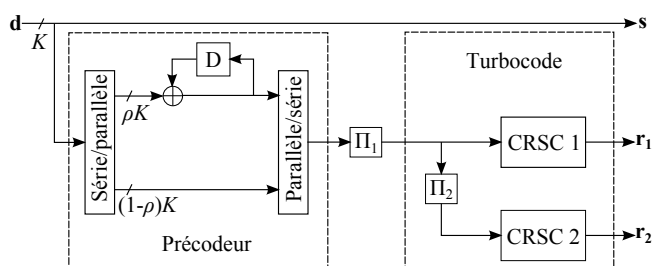 d
K
s
Précodeur
Série/parallèle
ρK
D
(1-ρ)K
Parallèle/série
Π1
Turbocode
Π2
CRSC 1
r1
CRSC 2
r2